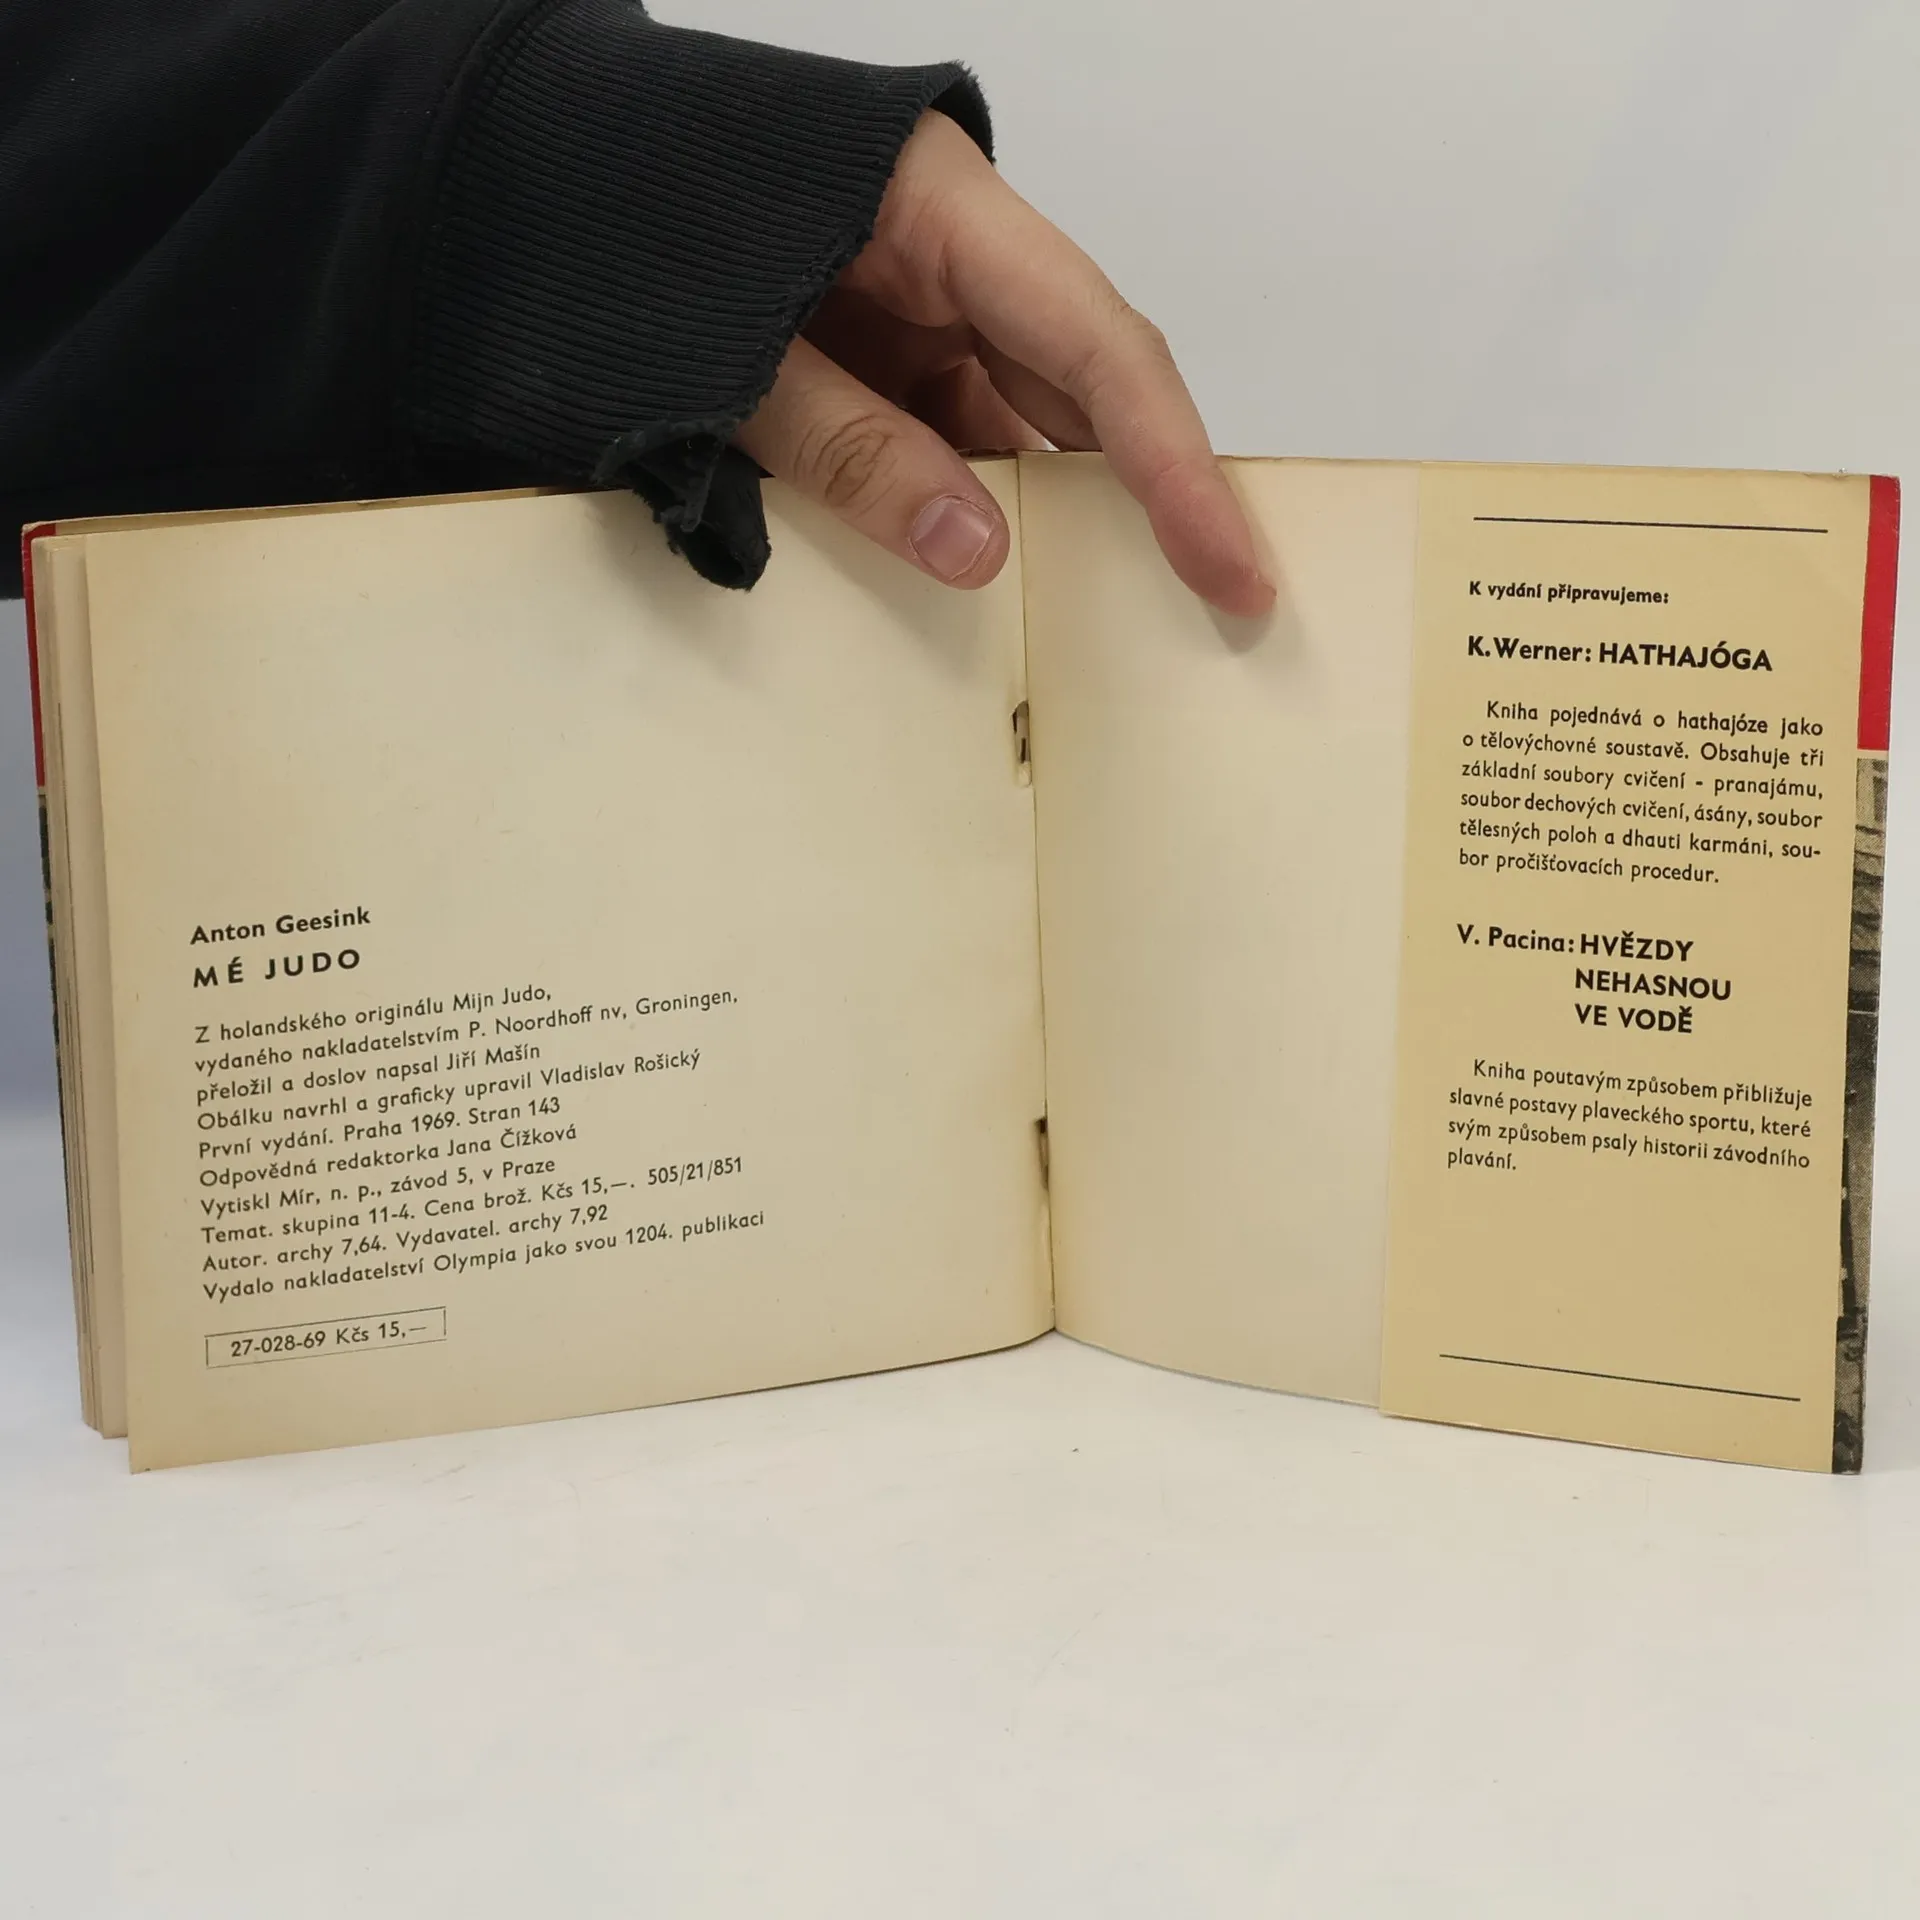 Anton Geesink
MÉ JUDO
Z holandského originálu Mijn Judo,
vydaného nakladatelstvím P. Noordhoff nv, Groningen,
přeložil a doslov napsal Jiří Mašín
Obálku navrhl a graficky upravil Vladislav Rošický
První vydání. Praha 1969. Stran 143
Odpovědná redaktorka Jana Čížková
Vytiskl Mír, n. p., závod 5, v Praze
Temat. skupina 11-4. Cena brož. Kčs 15,—. 505/21/851
Autor. archy 7,64. Vydavatel. archy 7,92
Vydalo nakladatelství Olympia jako svou 1204. publikaci
27-028-69 Kčs 15,—
K vydání připravujeme:
K. Werner: HATHAJÓGA
Kniha pojednává o hathajóze jako
o tělovýchovné soustavě. Obsahuje tři
základní soubory cvičení - pranajámu,
soubor dechových cvičení, ásány, soubor
tělesných poloh a dhauti karmáni, sou-
bor pročišťovacích procedur.
V. Pacina: HVĚZDY
NEHASNOU
VE VODĚ
Kniha poutavým způsobem přibližuje
slavné postavy plaveckého sportu, které
svým způsobem psaly historii závodního
plavání.